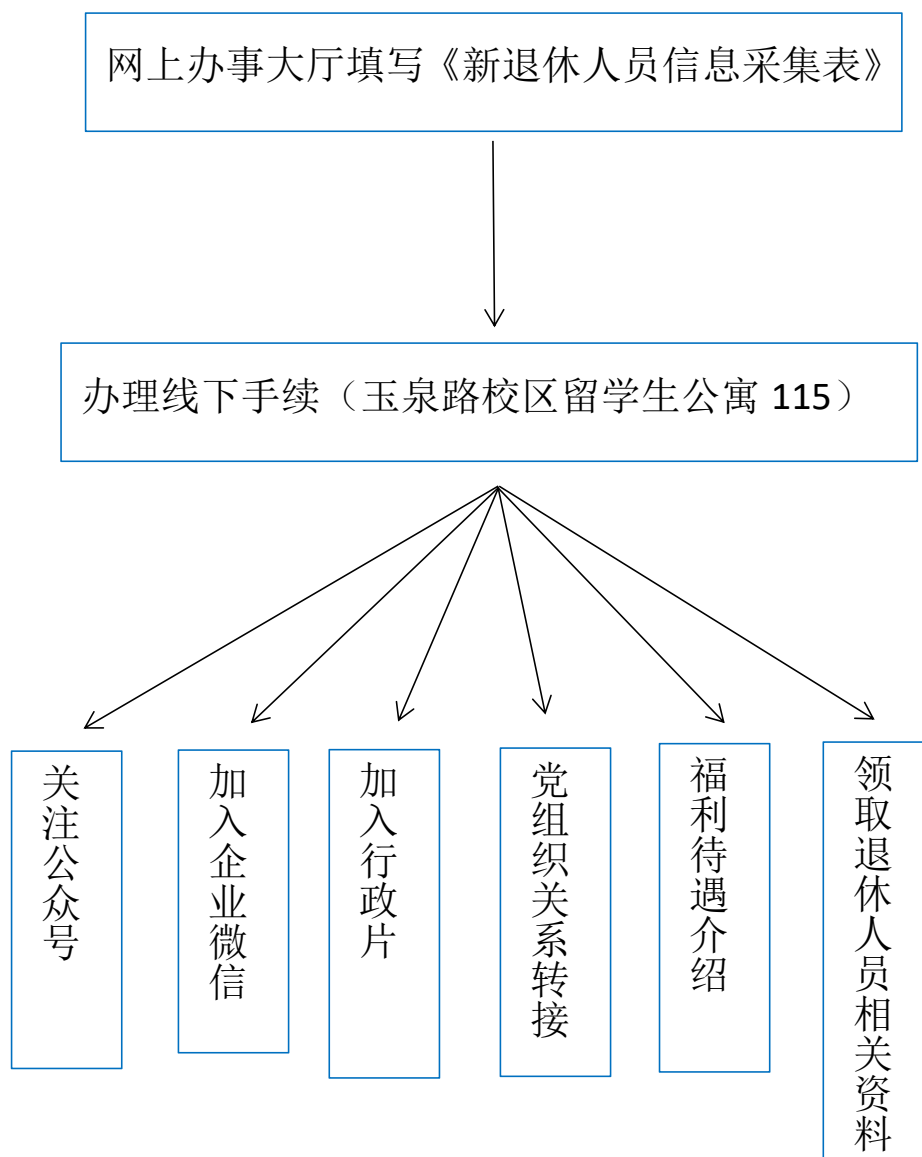 网上办事大厅填写《新退休人员信息采集表》
办理线下手续（玉泉路校区留学生公寓 115）
关注公众号
加入企业微信
加入行政片
党组织关系转接
福利待遇介绍
领取退休人员相关资料